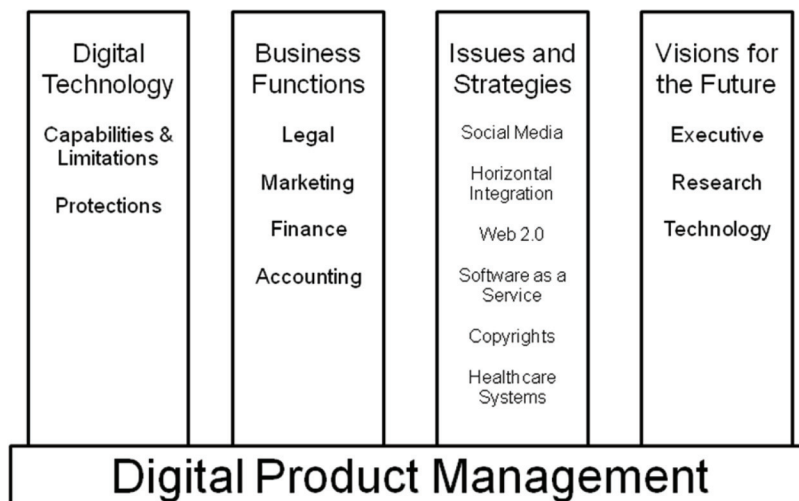 Digital
Technology
Capabilities &
Limitations
Protections
Business
Functions
Legal
Marketing
Finance
Accounting
Issues and
Strategies
Social Media
Horizontal
Integration
Web 2.0
Software as a
Service
Copyrights
Healthcare
Systems
Visions for
the Future
Executive
Research
Technology
Digital Product Management